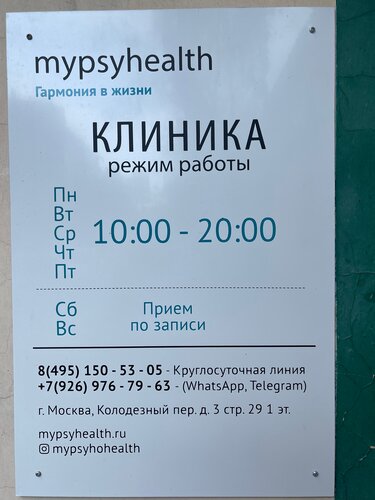 mypsyhealth
Гармония в жизни
КЛИНИКА
режим работы
Пн
Вт
Ср 10:00 - 20:00
Чт
Пт
Сб Прием
Вс по записи
8(495) 150 - 53 - 05 - Круглосуточная линия
+7(926) 976 - 79 - 63 - (WhatsApp, Telegram)
г. Москва, Колодезный пер. д. 3 стр. 29 1 эт.
mypsyhealth.ru
mypsyhohealth